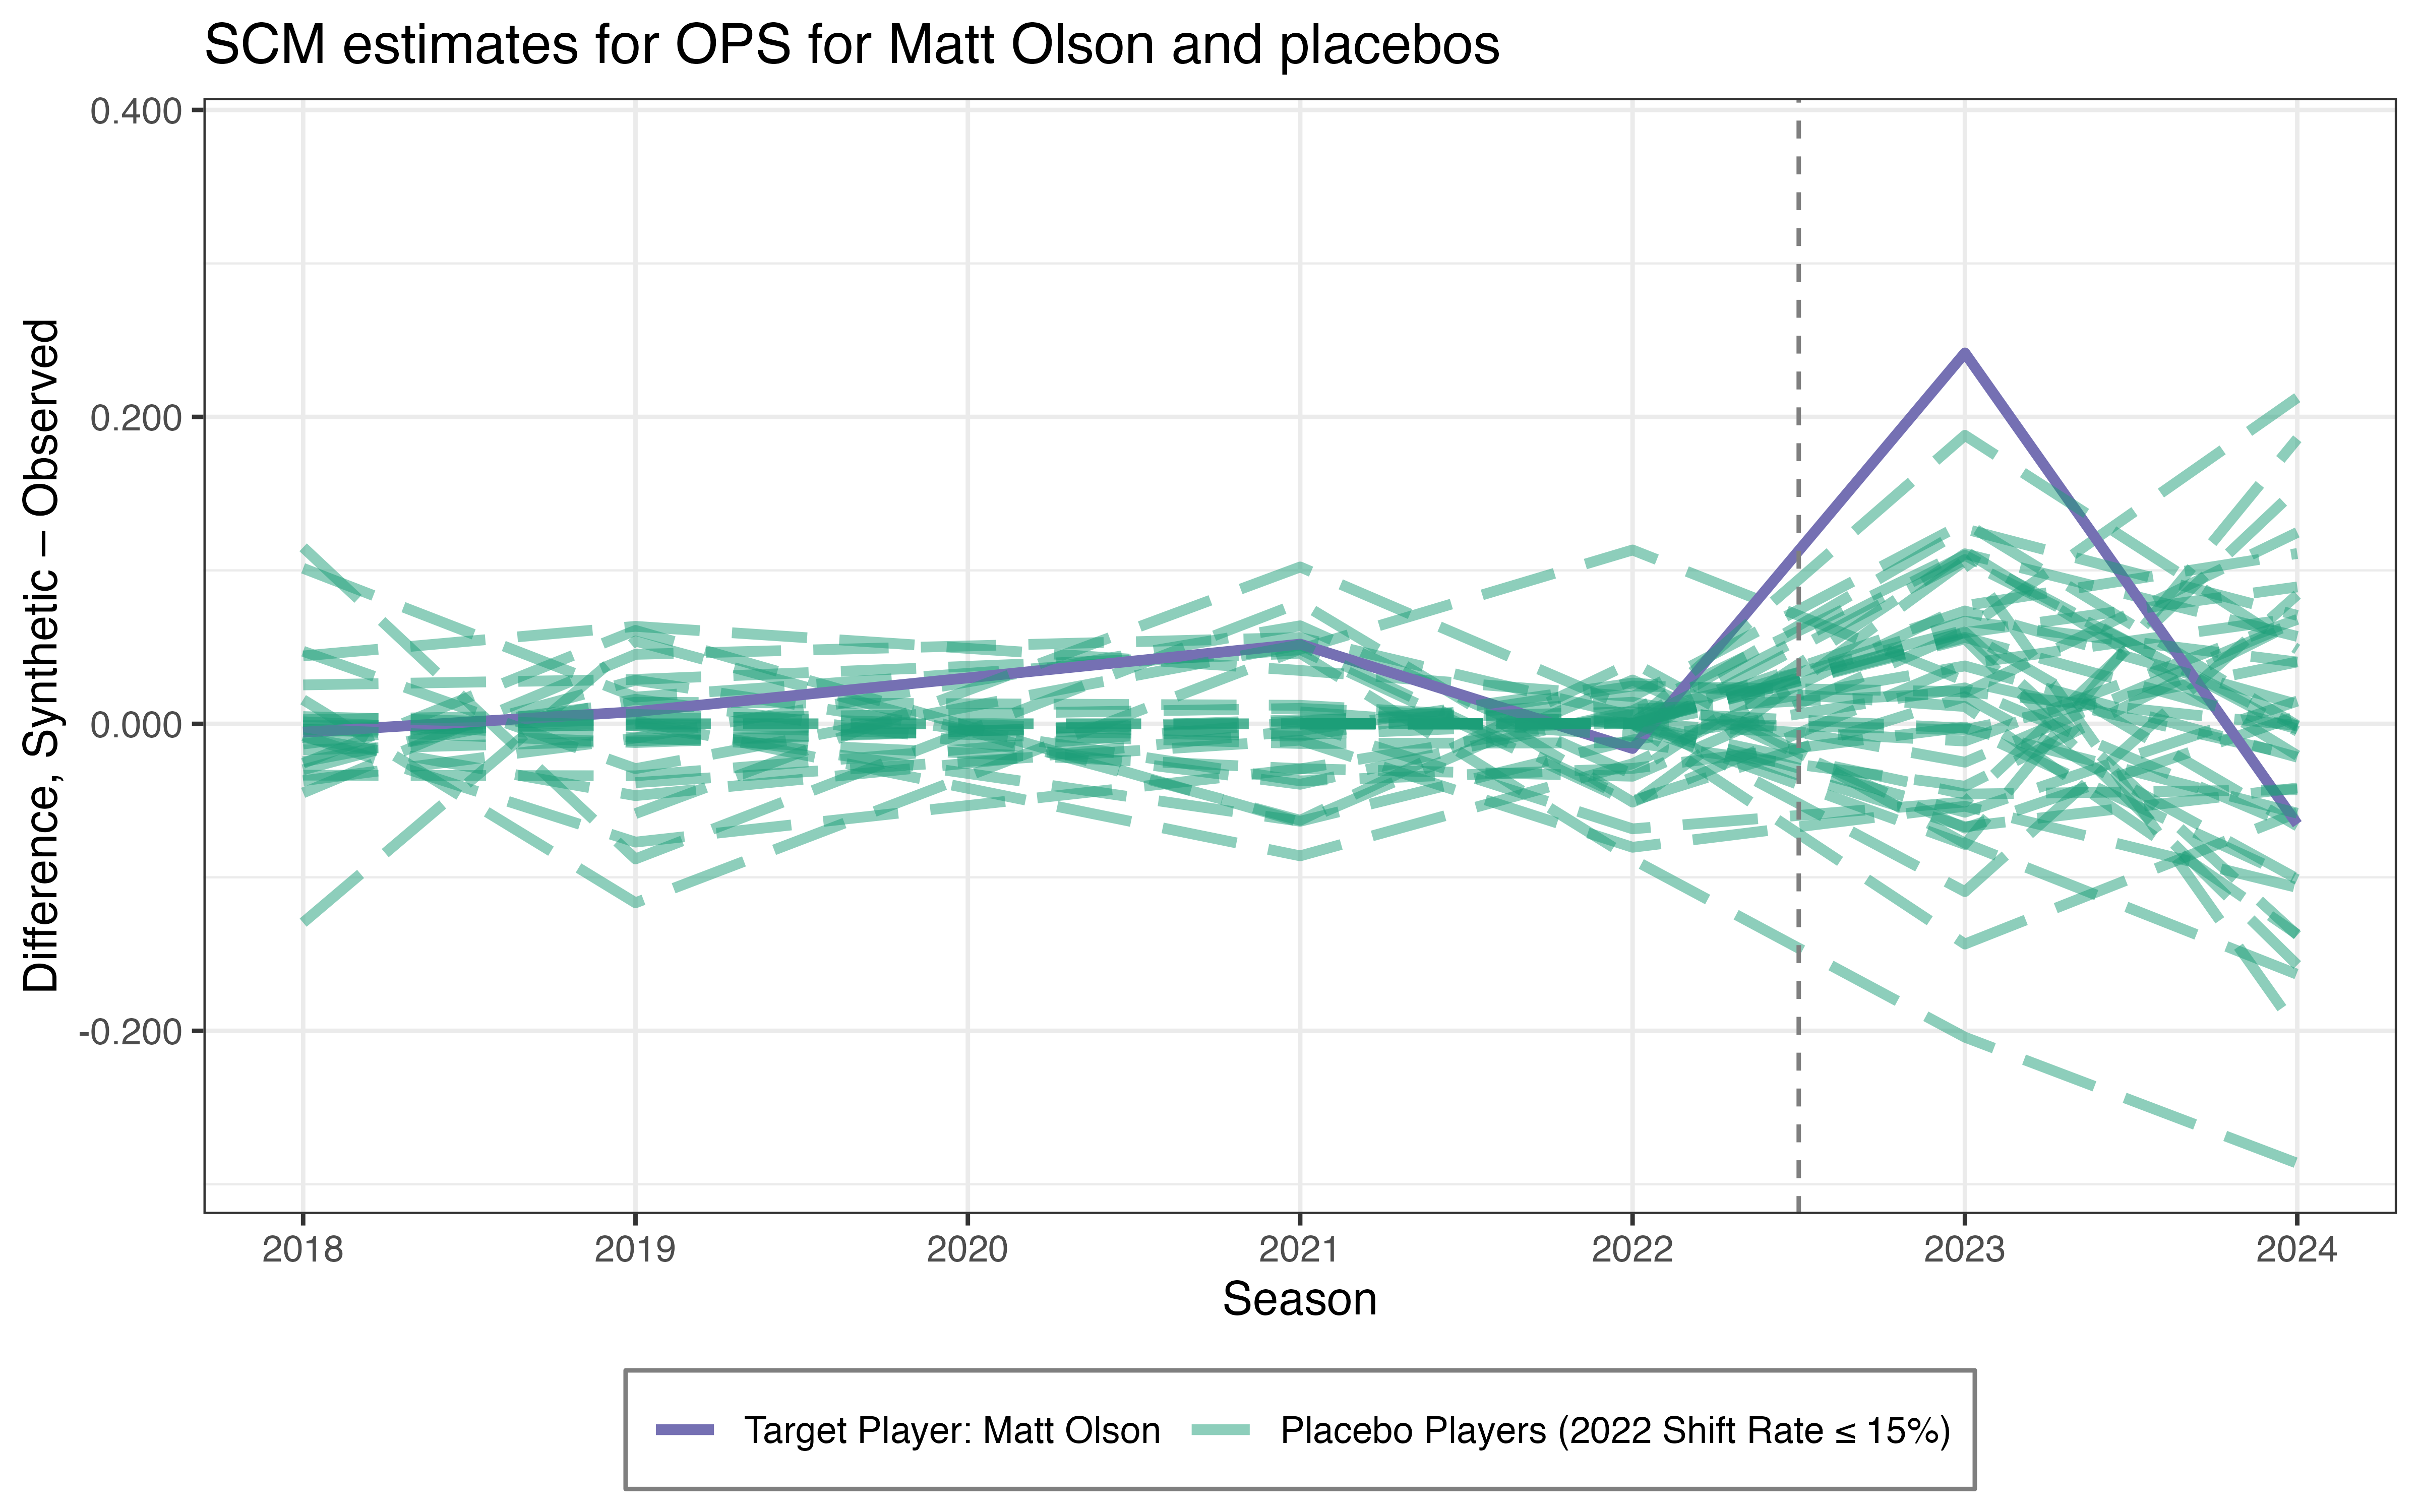 SCM estimates for OPS for Matt Olson and placebos
Difference, Synthetic − Observed
0.400
0.200
0.000
-0.200
2018 2019 2020 2021 2022 2023 2024
Season
Target Player: Matt Olson Placebo Players (2022 Shift Rate ≤ 15%)